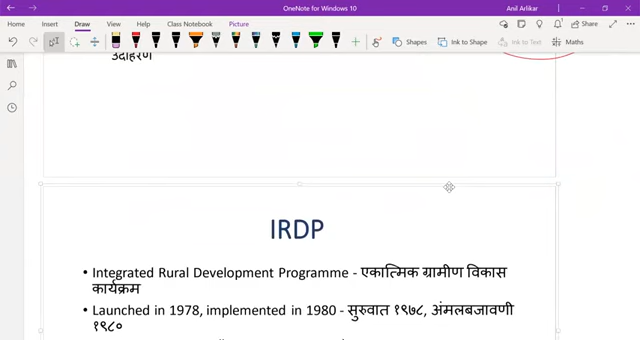 OneNote for Windows 10
Anil Arfikar
Home Insert Draw View Help Class Notebook Picture
Share
Shapes Ink to Shape Ink to Text Maths
उदाहरण
IRDP
• Integrated Rural Development Programme - एकात्मिक ग्रामीण विकास
कार्यक्रम
• Launched in 1978, implemented in 1980 - सुरुवात १९७८, अंमलबजावणी
१९८०